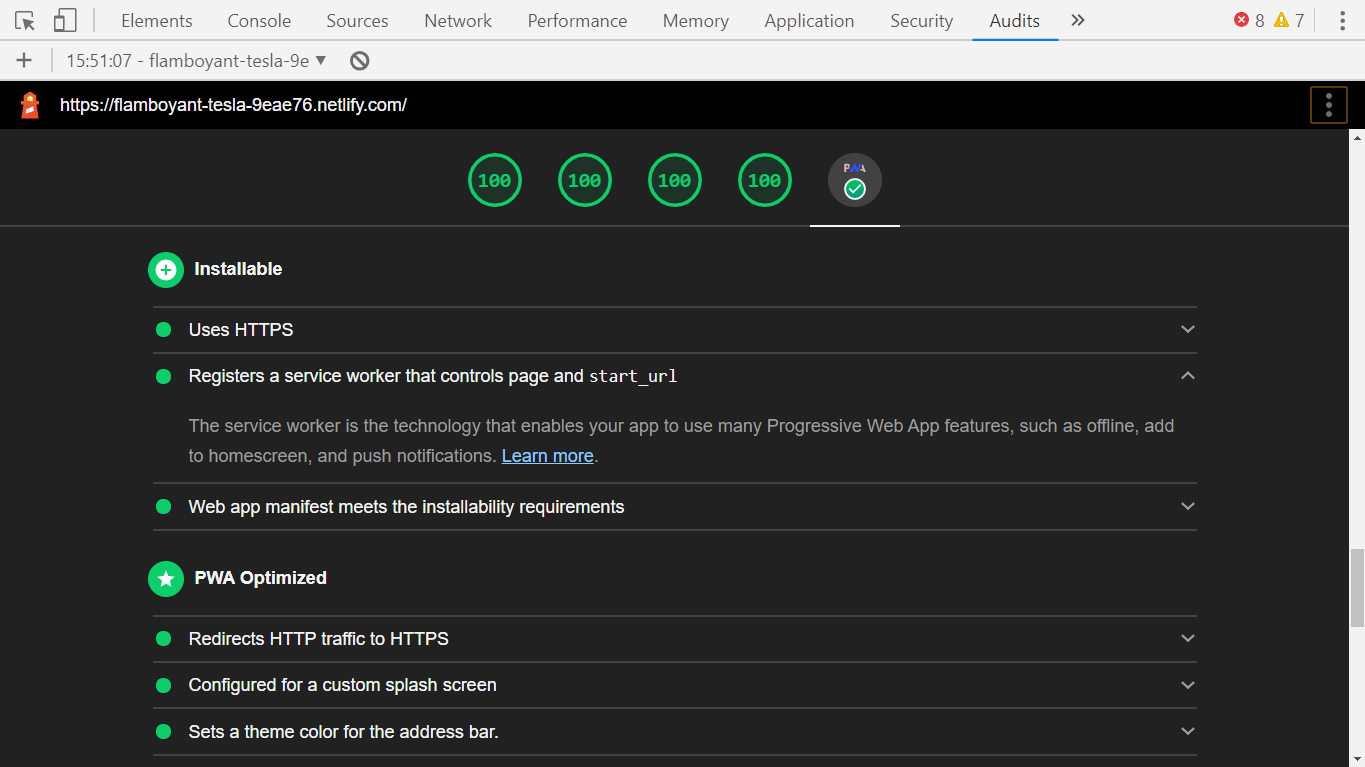 Elements Console Sources Network Performance Memory Application Security Audits » 8 7
15:51:07 - flamboyant-tesla-9e ▼
https://flamboyant-tesla-9eae76.netlify.com/
100 100 100 100 PWA
Installable
Uses HTTPS
Registers a service worker that controls page and start_url
The service worker is the technology that enables your app to use many Progressive Web App features, such as offline, add
to homescreen, and push notifications. Learn more.
Web app manifest meets the installability requirements
PWA Optimized
Redirects HTTP traffic to HTTPS
Configured for a custom splash screen
Sets a theme color for the address bar.